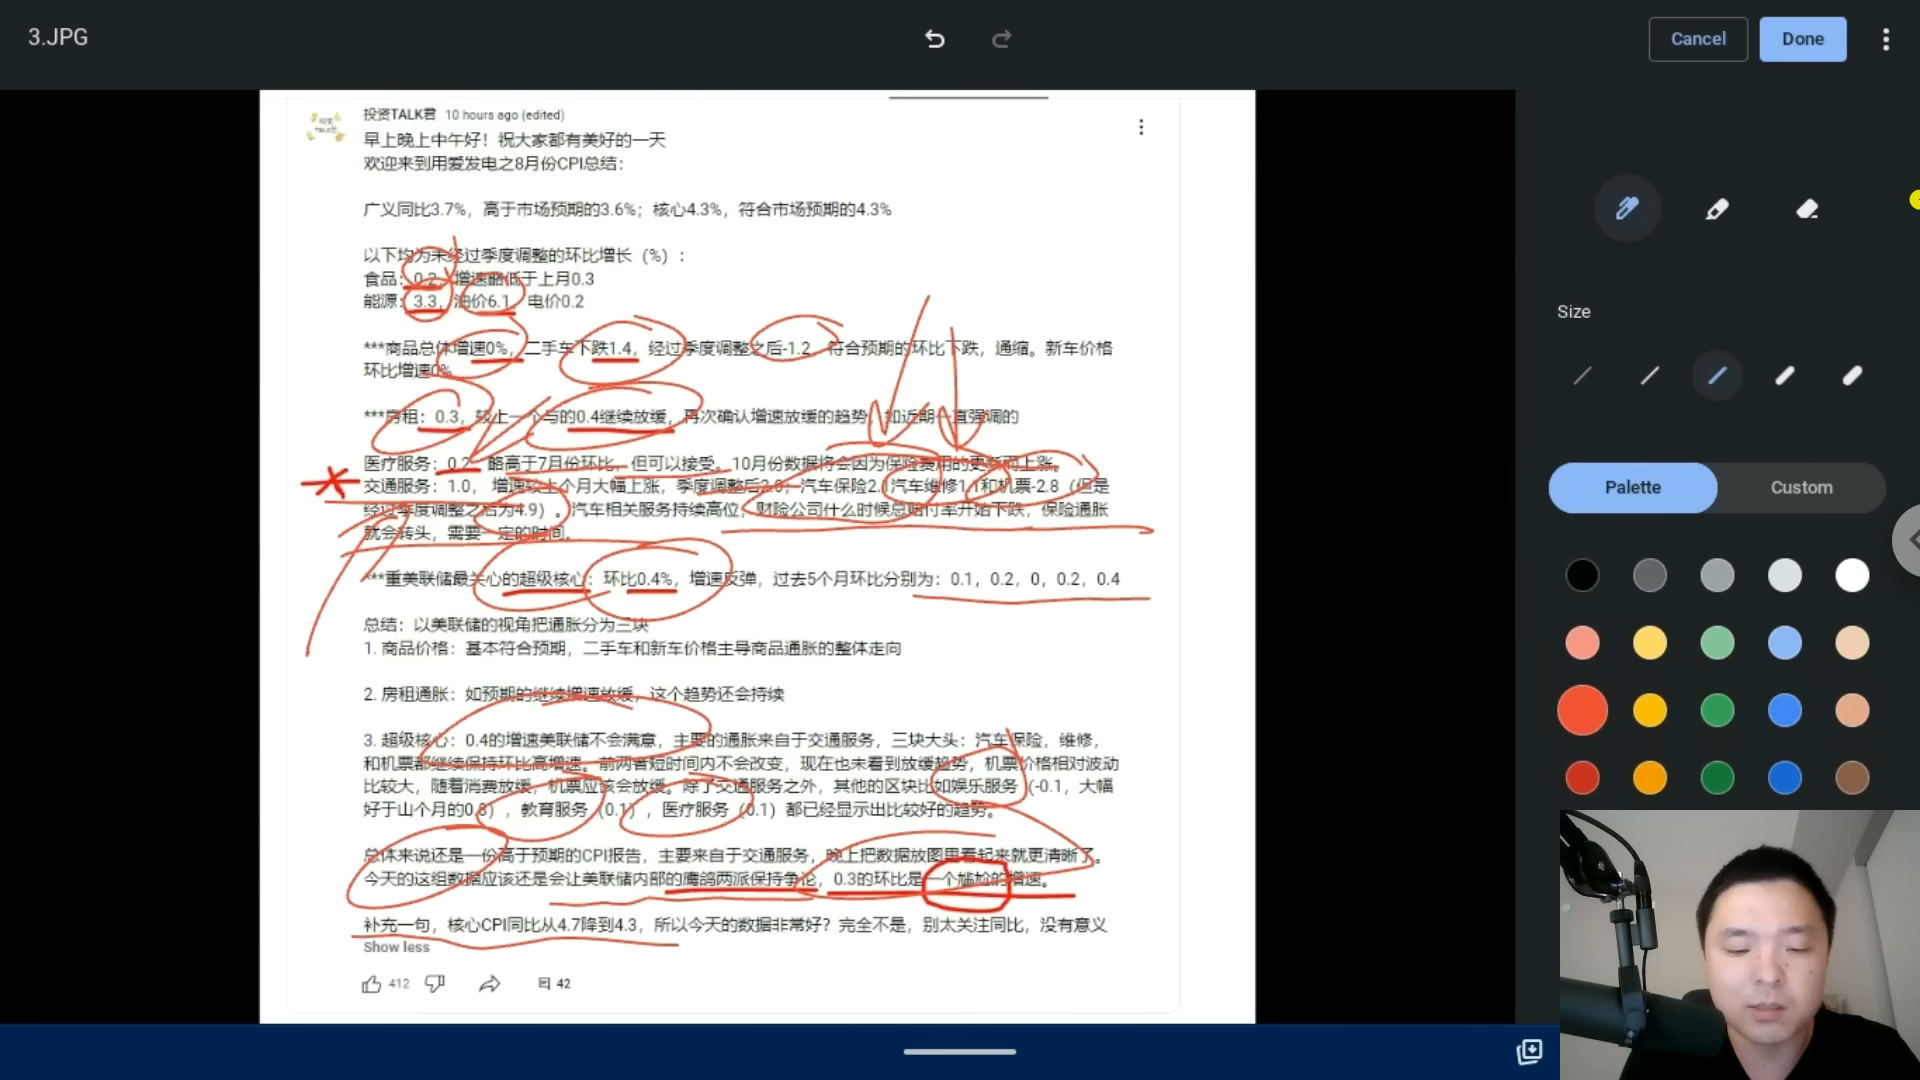 3.JPG
Cancel
Done
投资TALK君 10 hours ago (edited)
早上晚上中午好！祝大家都有美好的一天
欢迎来到用爱发电之8月份CPI总结：
广义同比3.7%，高于市场预期的3.6%；核心4.3%，符合市场预期的4.3%
以下均为未经过季度调整的环比增长（%）：
食品：0.2，增速略低于上月0.3
能源：3.3，油价6.1，电价0.2
***商品总体增速0%，二手车下跌1.4，经过季度调整之后-1.2，符合预期的环比下跌，通缩。新车价格
环比增速0%
***房租：0.3，较上一个与的0.4继续放缓，再次确认增速放缓的趋势，如近期一直强调的
医疗服务：0.2，略高于7月份环比，但可以接受。10月份数据将会因为保险费用的更新而上涨。
交通服务：1.0，增速较上个月大幅上涨，季度调整后2.0；汽车保险2.0汽车维修1.1和机票-2.8（但是
经过季度调整之后为4.9）。汽车相关服务持续高位，财险公司什么时候总赔付率开始下跌，保险通胀
就会转头，需要一定的时间。
***重美联储最关心的超级核心：环比0.4%，增速反弹，过去5个月环比分别为：0.1，0.2，0，0.2，0.4
总结：以美联储的视角把通胀分为三块
1. 商品价格：基本符合预期，二手车和新车价格主导商品通胀的整体走向
2. 房租通胀：如预期的继续增速放缓，这个趋势还会持续
3. 超级核心：0.4的增速美联储不会满意，主要的通胀来自于交通服务，三块大头：汽车保险，维修，
和机票都继续保持环比高增速。前两者短时间内不会改变，现在也未看到放缓趋势，机票价格相对波动
比较大，随着消费放缓，机票应该会放缓。除了交通服务之外，其他的区块比如娱乐服务（-0.1，大幅
好于山个月的0.8），教育服务（0.1），医疗服务（0.1）都已经显示出比较好的趋势。
总体来说还是一份高于预期的CPI报告，主要来自于交通服务，晚上把数据放图里看起来就更清晰了。
今天的这组数据应该还是会让美联储内部的鹰鸽两派保持争论，0.3的环比是一个尴尬的增速。
补充一句，核心CPI同比从4.7降到4.3，所以今天的数据非常好？完全不是，别太关注同比，没有意义
Show less
412
42
Size
Palette
Custom